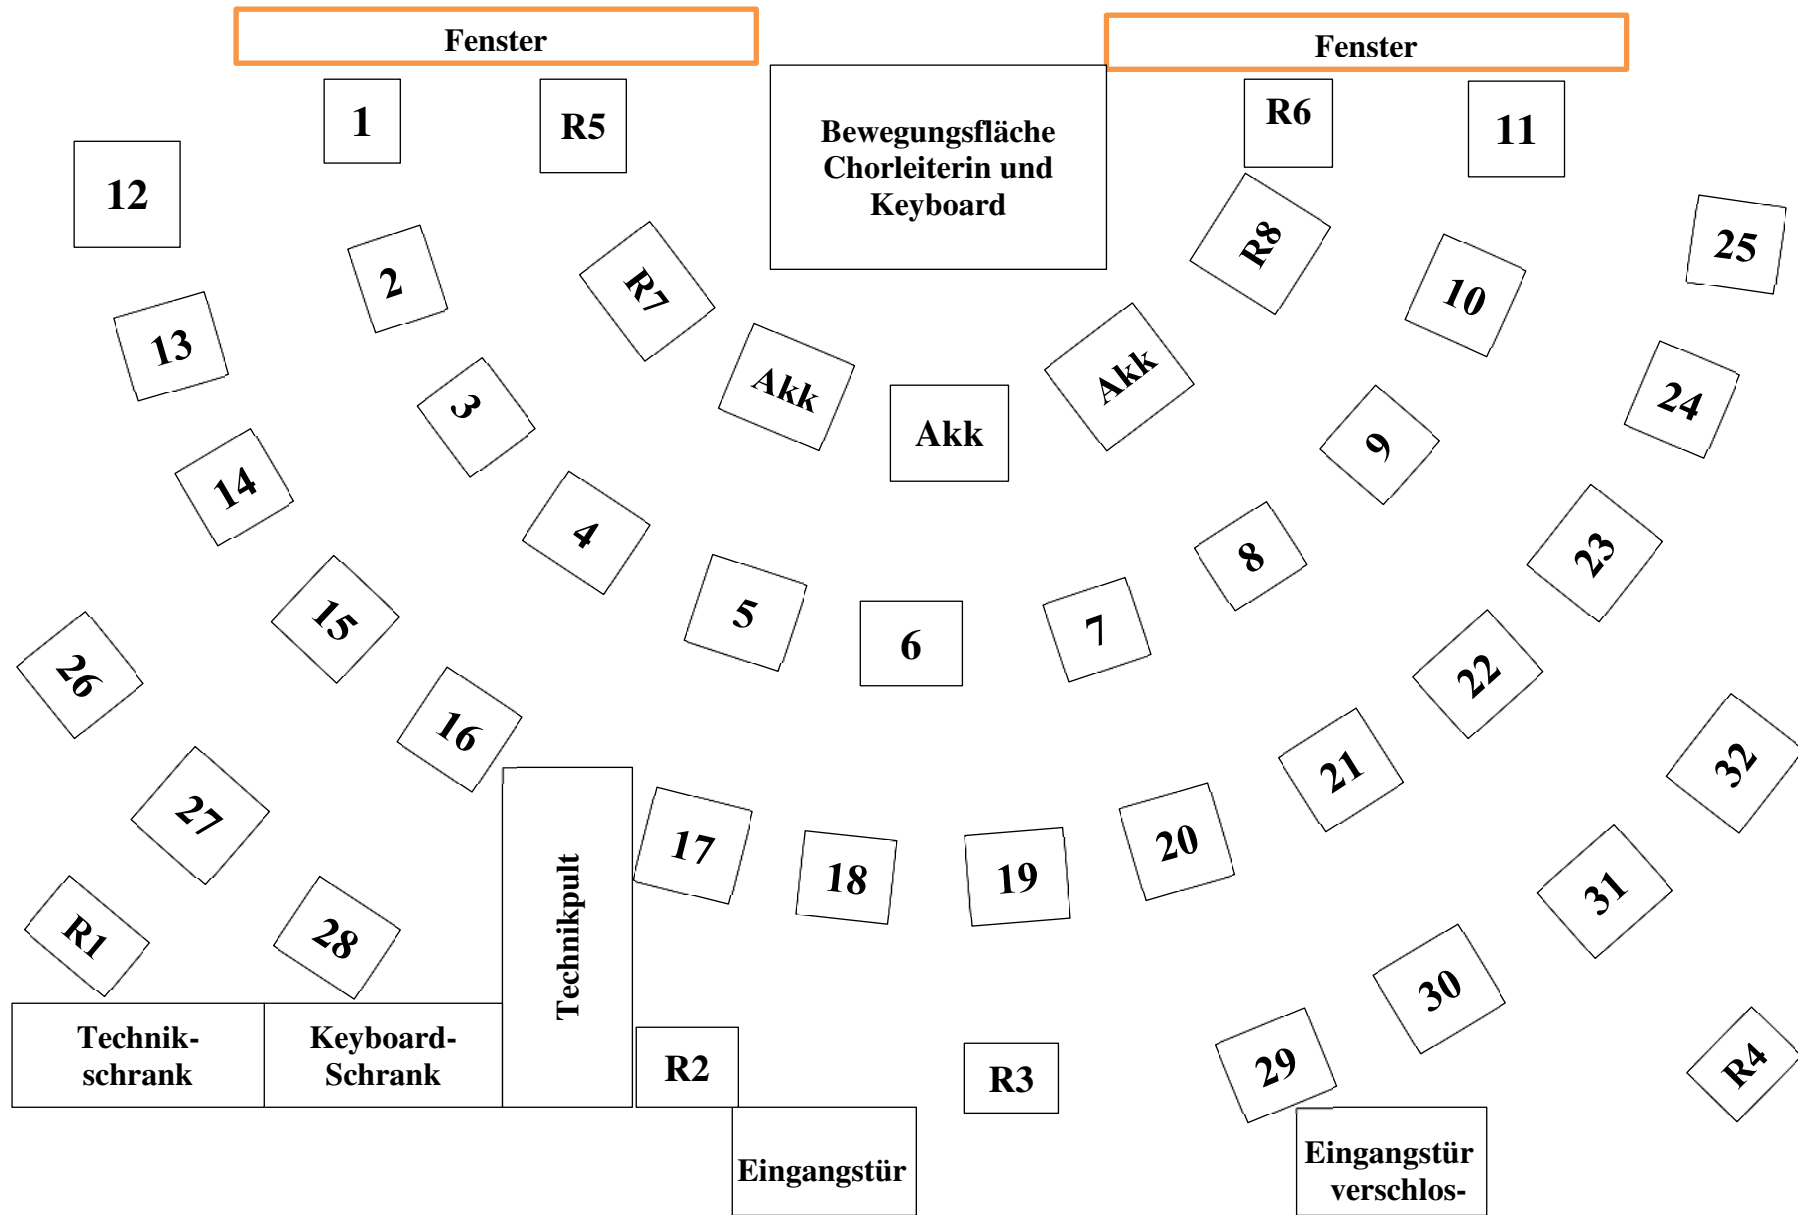 Fenster
Fenster
1
R5
Bewegungsfläche
Chorleiterin und
Keyboard
R6
11
12
2
R7
R8
10
25
13
3
Akk
Akk
Akk
9
24
14
4
8
23
15
5
6
7
22
26
16
21
32
27
17
18
19
20
31
R1
28
Technikpult
30
Technik-
schrank
Keyboard-
Schrank
R2
R3
29
R4
Eingangstür
Eingangstür
verschlos-